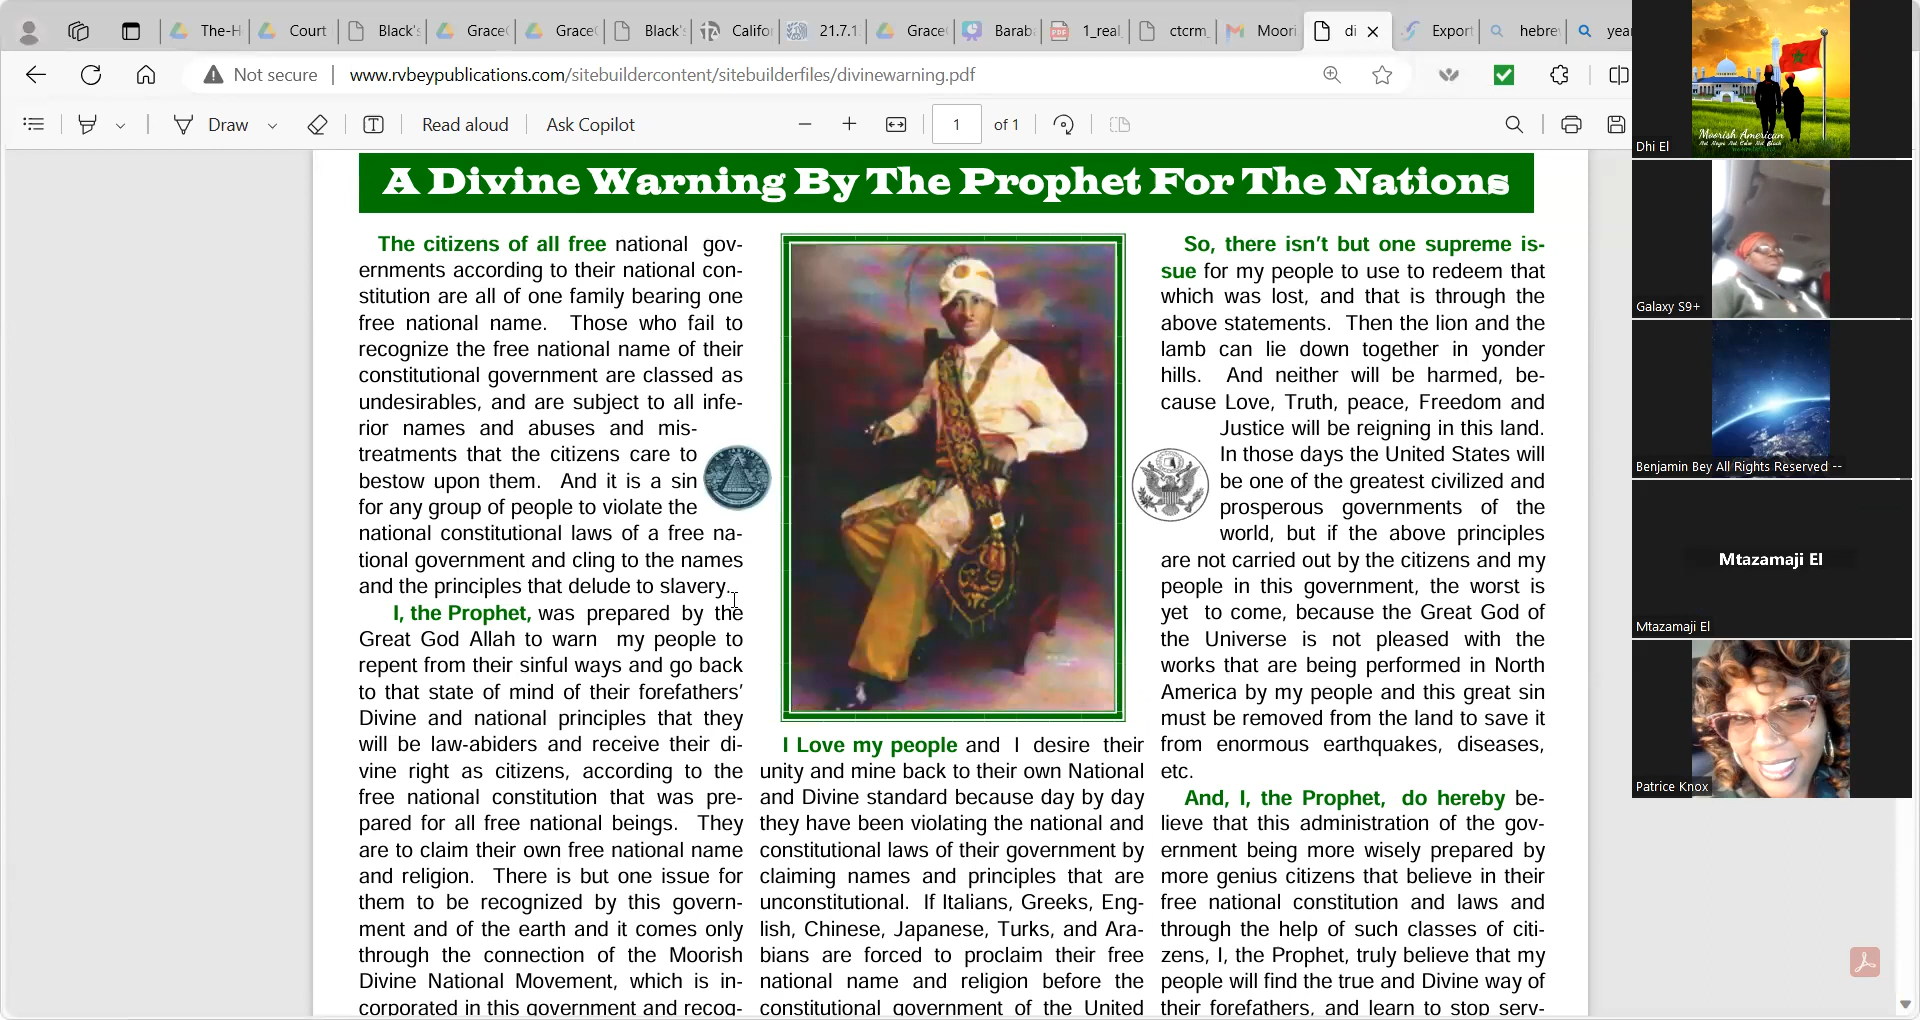 The-H
Court
Black's
Grace
Grace
Black's
Califo
21.7.1
Grace
Barab
1_real
ctcrm_
Moori
di
Export
hebre
year
Not secure
www.rvbeypublications.com/sitebuildercontent/sitebuilderfiles/divinewarning.pdf
Draw
Read aloud
Ask Copilot
1
of 1
A Divine Warning By The Prophet For The Nations
The citizens of all free national gov-
ernments according to their national con-
stitution are all of one family bearing one
free national name. Those who fail to
recognize the free national name of their
constitutional government are classed as
undesirables, and are subject to all infe-
rior names and abuses and mis-
treatments that the citizens care to
bestow upon them. And it is a sin
for any group of people to violate the
national constitutional laws of a free na-
tional government and cling to the names
and the principles that delude to slavery.
I, the Prophet, was prepared by the
Great God Allah to warn my people to
repent from their sinful ways and go back
to that state of mind of their forefathers'
Divine and national principles that they
will be law-abiders and receive their di-
vine right as citizens, according to the
free national constitution that was pre-
pared for all free national beings. They
are to claim their own free national name
and religion. There is but one issue for
them to be recognized by this govern-
ment and of the earth and it comes only
through the connection of the Moorish
Divine National Movement, which is in-
corporated in this government and recog-
I Love my people and I desire their
unity and mine back to their own National
and Divine standard because day by day
they have been violating the national and
constitutional laws of their government by
claiming names and principles that are
unconstitutional. If Italians, Greeks, Eng-
lish, Chinese, Japanese, Turks, and Ara-
bians are forced to proclaim their free
national name and religion before the
constitutional government of the United
So, there isn't but one supreme is-
sue for my people to use to redeem that
which was lost, and that is through the
above statements. Then the lion and the
lamb can lie down together in yonder
hills. And neither will be harmed, be-
cause Love, Truth, peace, Freedom and
Justice will be reigning in this land.
In those days the United States will
be one of the greatest civilized and
prosperous governments of the
world, but if the above principles
are not carried out by the citizens and my
people in this government, the worst is
yet to come, because the Great God of
the Universe is not pleased with the
works that are being performed in North
America by my people and this great sin
must be removed from the land to save it
from enormous earthquakes, diseases,
etc.
And, I, the Prophet, do hereby be-
lieve that this administration of the gov-
ernment being more wisely prepared by
more genius citizens that believe in their
free national constitution and laws and
through the help of such classes of citi-
zens, I, the Prophet, truly believe that my
people will find the true and Divine way of
their forefathers, and learn to stop serv-
Moorish American
Dhi El
Galaxy S9+
Benjamin Bey All Rights Reserved --
Mtazamaji El
Mtazamaji El
Patrice Knox